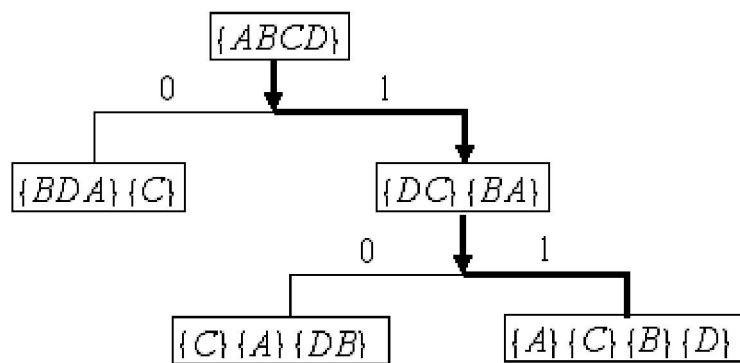 {ABCD}
0 1
{BDA}{C} {DC}{BA}
0 1
{C}{A}{DB} {A}{C}{B}{D}